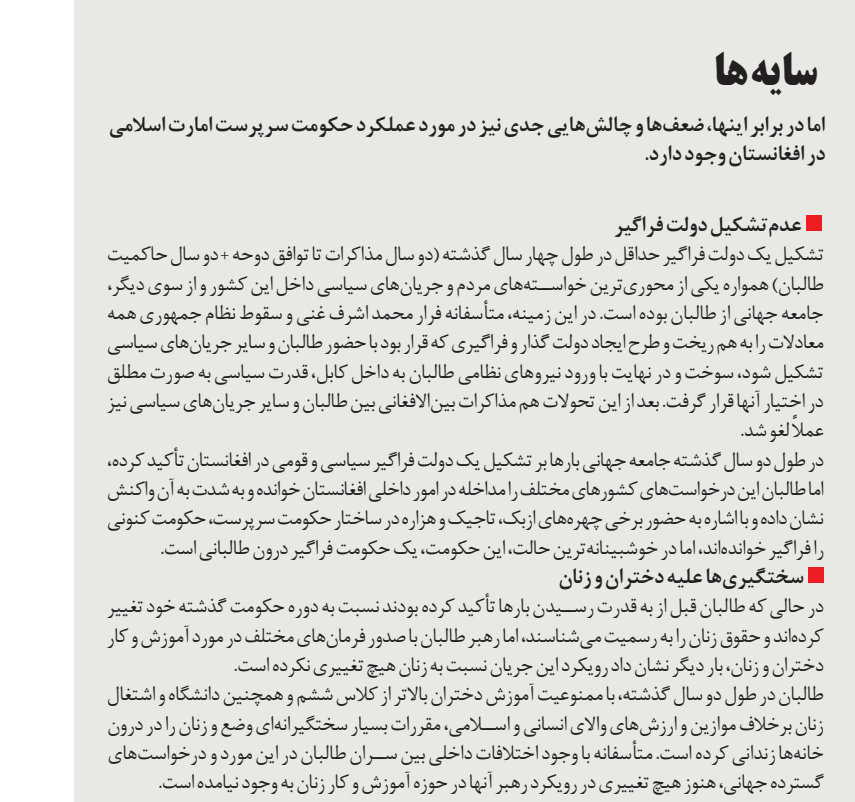 سایه‌ها
اما در برابر اینها، ضعف‌ها و چالش‌هایی جدی نیز در مورد عملکرد حکومت سرپرست امارت اسلامی
در افغانستان وجود دارد.
عدم تشکیل دولت فراگیر
تشکیل یک دولت فراگیر حداقل در طول چهار سال گذشته (دو سال مذاکرات تا توافق دوحه + دو سال حاکمیت
طالبان) همواره یکی از محوری‌ترین خواسته‌های مردم و جریان‌های سیاسی داخل این کشور و از سوی دیگر،
جامعه جهانی از طالبان بوده است. در این زمینه، متأسفانه فرار محمد اشرف غنی و سقوط نظام جمهوری همه
معادلات را به هم ریخت و طرح ایجاد دولت گذار و فراگیری که قرار بود با حضور طالبان و سایر جریان‌های سیاسی
تشکیل شود، سوخت و در نهایت با ورود نیروهای نظامی طالبان به داخل کابل، قدرت سیاسی به صورت مطلق
در اختیار آنها قرار گرفت. بعد از این تحولات هم مذاکرات بین‌الافغانی بین طالبان و سایر جریان‌های سیاسی نیز
عملاً لغو شد.
در طول دو سال گذشته جامعه جهانی بارها بر تشکیل یک دولت فراگیر سیاسی و قومی در افغانستان تأکید کرده،
اما طالبان این درخواست‌های کشورهای مختلف را مداخله در امور داخلی افغانستان خوانده و به شدت به آن واکنش
نشان داده و با اشاره به حضور برخی چهره‌های ازبک، تاجیک و هزاره در ساختار حکومت سرپرست، حکومت کنونی
را فراگیر خوانده‌اند، اما در خوشبینانه‌ترین حالت، این حکومت، یک حکومت فراگیر درون طالبانی است.
سختگیری‌ها علیه دختران و زنان
در حالی که طالبان قبل از به قدرت رسیدن بارها تأکید کرده بودند نسبت به دوره حکومت گذشته خود تغییر
کرده‌اند و حقوق زنان را به رسمیت می‌شناسند، اما رهبر طالبان با صدور فرمان‌های مختلف در مورد آموزش و کار
دختران و زنان، بار دیگر نشان داد رویکرد این جریان نسبت به زنان هیچ تغییری نکرده است.
طالبان در طول دو سال گذشته، با ممنوعیت آموزش دختران بالاتر از کلاس ششم و همچنین دانشگاه و اشتغال
زنان برخلاف موازین و ارزش‌های والای انسانی و اسلامی، مقررات بسیار سختگیرانه‌ای وضع و زنان را در درون
خانه‌ها زندانی کرده است. متأسفانه با وجود اختلافات داخلی بین سران طالبان در این مورد و درخواست‌های
گسترده جهانی، هنوز هیچ تغییری در رویکرد رهبر آنها در حوزه آموزش و کار زنان به وجود نیامده است.